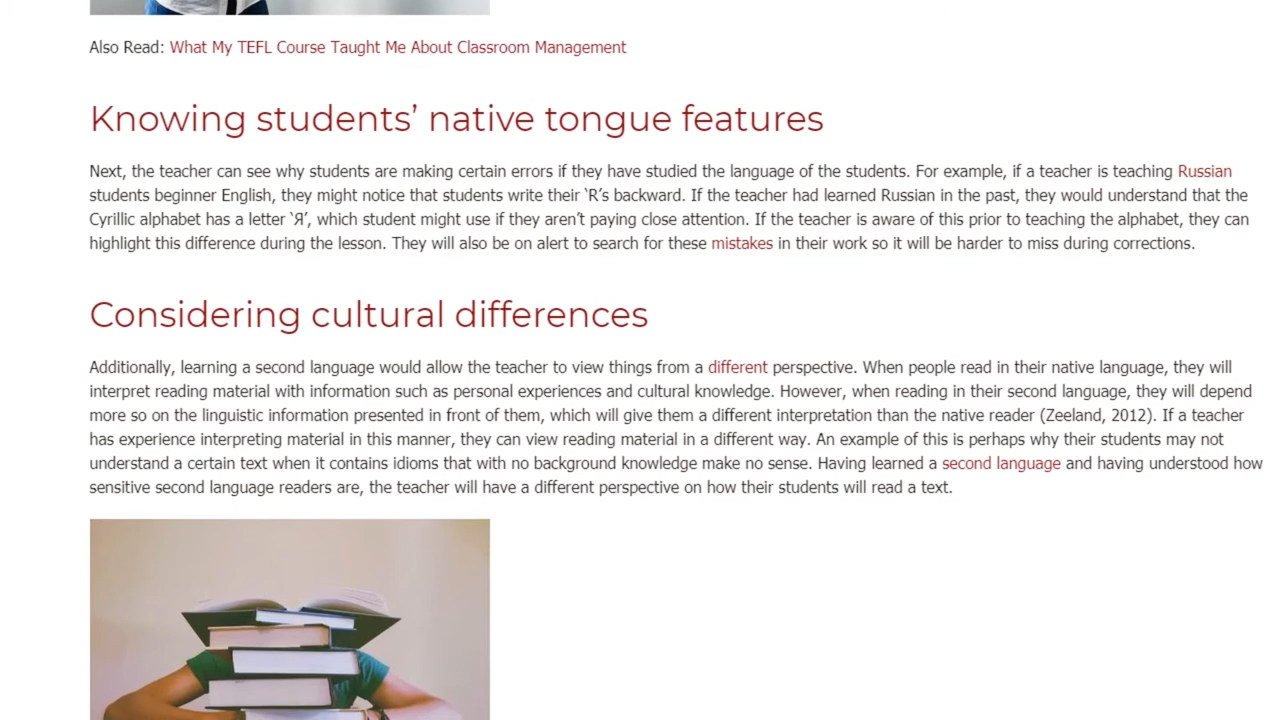 Also Read: What My TEFL Course Taught Me About Classroom Management
Knowing students’ native tongue features
Next, the teacher can see why students are making certain errors if they have studied the language of the students. For example, if a teacher is teaching Russian
students beginner English, they might notice that students write their ‵R’s backward. If the teacher had learned Russian in the past, they would understand that the
Cyrillic alphabet has a letter ‵Я’, which student might use if they aren’t paying close attention. If the teacher is aware of this prior to teaching the alphabet, they can
highlight this difference during the lesson. They will also be on alert to search for these mistakes in their work so it will be harder to miss during corrections.
Considering cultural differences
Additionally, learning a second language would allow the teacher to view things from a different perspective. When people read in their native language, they will
interpret reading material with information such as personal experiences and cultural knowledge. However, when reading in their second language, they will depend
more so on the linguistic information presented in front of them, which will give them a different interpretation than the native reader (Zeeland, 2012). If a teacher
has experience interpreting material in this manner, they can view reading material in a different way. An example of this is perhaps why their students may not
understand a certain text when it contains idioms that with no background knowledge make no sense. Having learned a second language and having understood how
sensitive second language readers are, the teacher will have a different perspective on how their students will read a text.